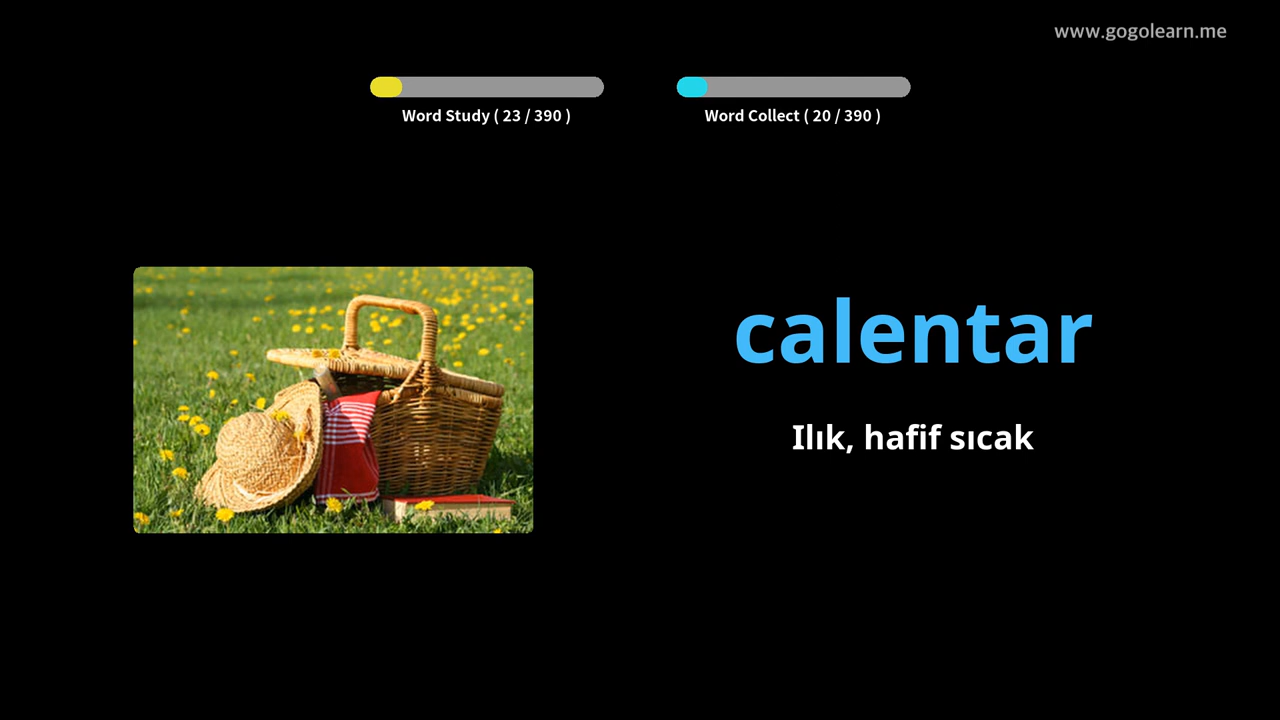 www.gogolearn.me
Word Study ( 23 / 390 )
Word Collect ( 20 / 390 )
calentar
Ilık, hafif sıcak